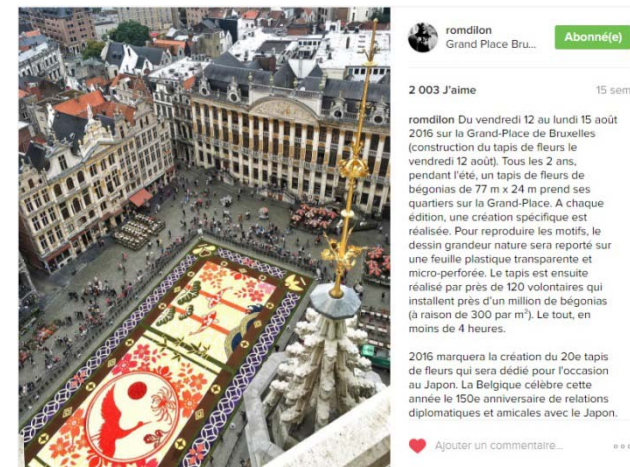 romdilon
Grand Place Bru...
Abonné(e)
2 003 J'aime
15 sem
romdilon Du vendredi 12 au lundi 15 août
2016 sur la Grand-Place de Bruxelles
(construction du tapis de fleurs le
vendredi 12 août). Tous les 2 ans,
pendant l'été, un tapis de fleurs de
bégonias de 77 m x 24 m prend ses
quartiers sur la Grand-Place. A chaque
édition, une création spécifique est
réalisée. Pour reproduire les motifs, le
dessin grandeur nature sera reporté sur
une feuille plastique transparente et
micro-perforée. Le tapis est ensuite
réalisé par près de 120 volontaires qui
installent près d'un million de bégonias
(à raison de 300 par m²). Le tout, en
moins de 4 heures.
2016 marquera la création du 20e tapis
de fleurs qui sera dédié pour l'occasion
au Japon. La Belgique célèbre cette
année le 150e anniversaire de relations
diplomatiques et amicales avec le Japon.
Ajouter un commentaire...